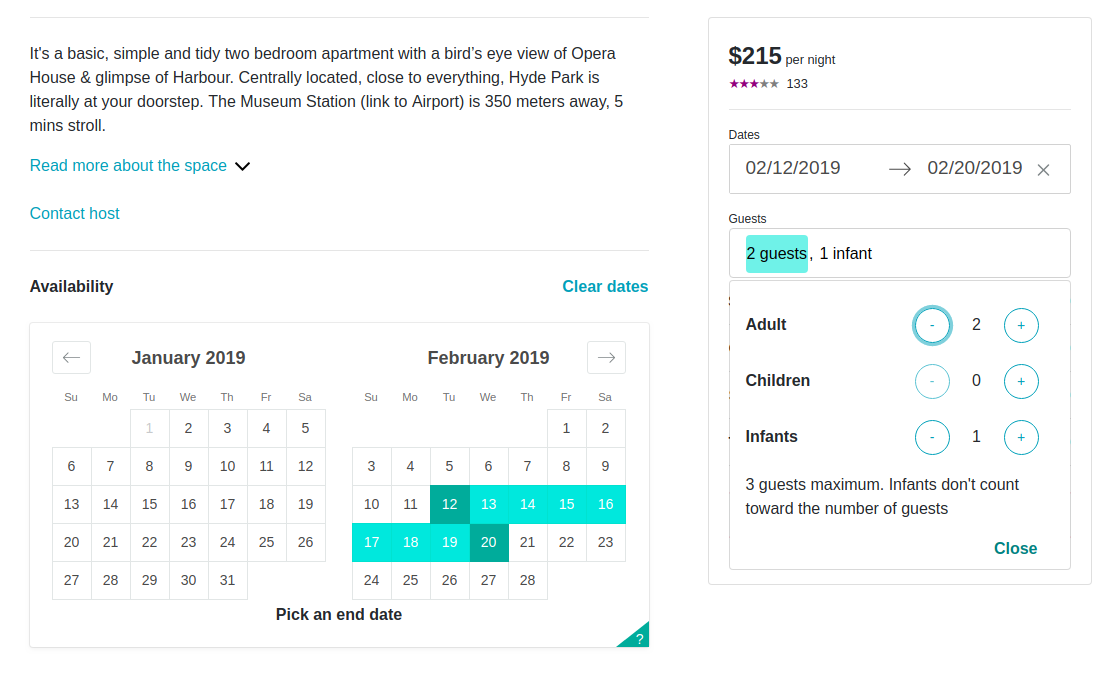 It's a basic, simple and tidy two bedroom apartment with a bird’s eye view of Opera
House & glimpse of Harbour. Centrally located, close to everything, Hyde Park is
literally at your doorstep. The Museum Station (link to Airport) is 350 meters away, 5
mins stroll.
Read more about the space
Contact host
Availability
Clear dates
January 2019
Su Mo Tu We Th Fr Sa
1 2 3 4 5
6 7 8 9 10 11 12
13 14 15 16 17 18 19
20 21 22 23 24 25 26
27 28 29 30 31
February 2019
Su Mo Tu We Th Fr Sa
1 2
3 4 5 6 7 8 9
10 11 12 13 14 15 16
17 18 19 20 21 22 23
24 25 26 27 28
Pick an end date
?
$215 per night
133
Dates
02/12/2019 → 02/20/2019
Guests
2 guests, 1 infant
Adult - 2 +
Children - 0 +
Infants - 1 +
3 guests maximum. Infants don't count
toward the number of guests
Close